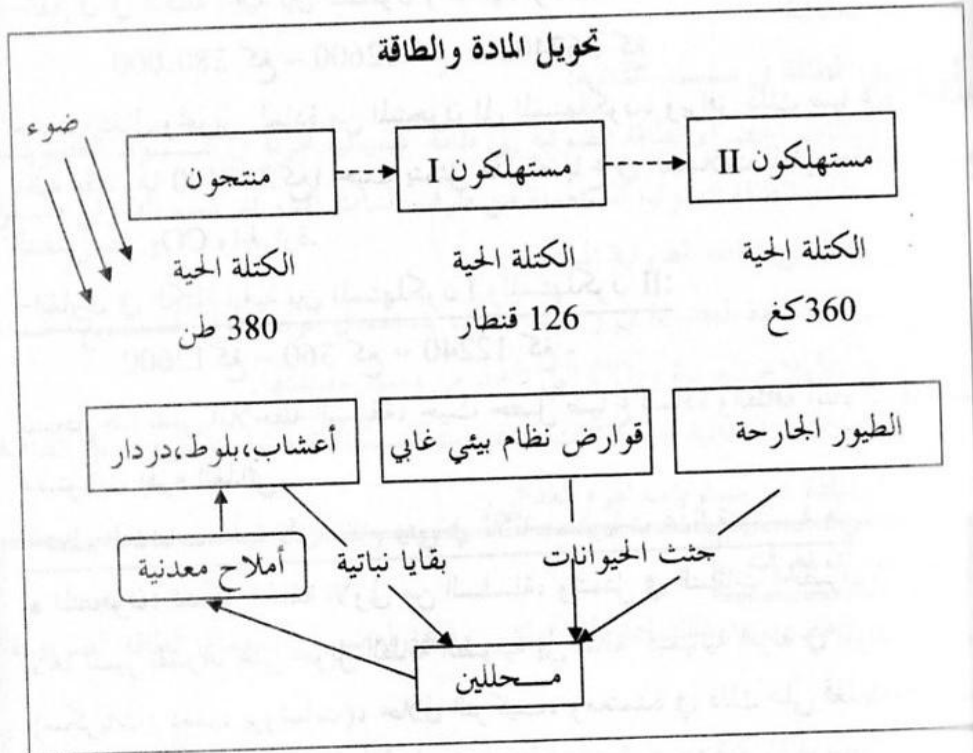 تحويل المادة والطاقة
ضوء
منتجون
مستهلكون I
مستهلكون II
الكتلة الحية
380 طن
الكتلة الحية
126 قنطار
الكتلة الحية
360 كغ
أعشاب،بلوط،دردار
قوارض نظام بيئي غابي
الطيور الجارحة
أملاح معدنية
بقايا نباتية
جثث الحيوانات
محللين